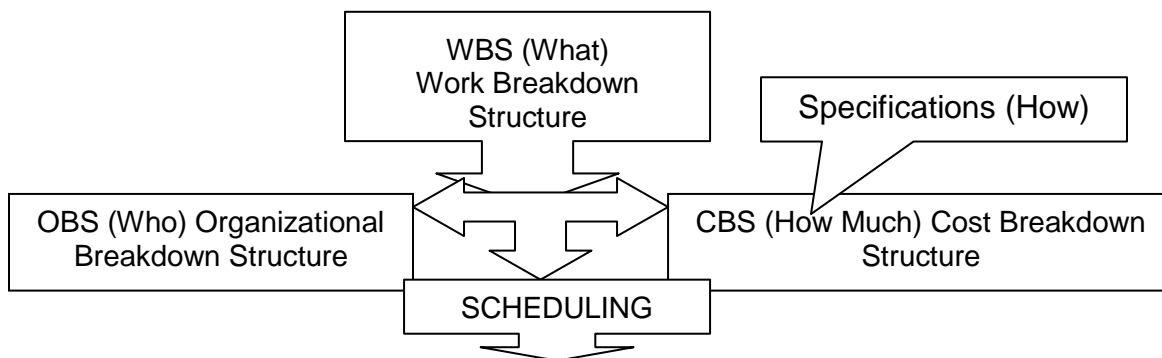 WBS (What)
Work Breakdown
Structure
Specifications (How)
OBS (Who) Organizational
Breakdown Structure
CBS (How Much) Cost Breakdown
Structure
SCHEDULING